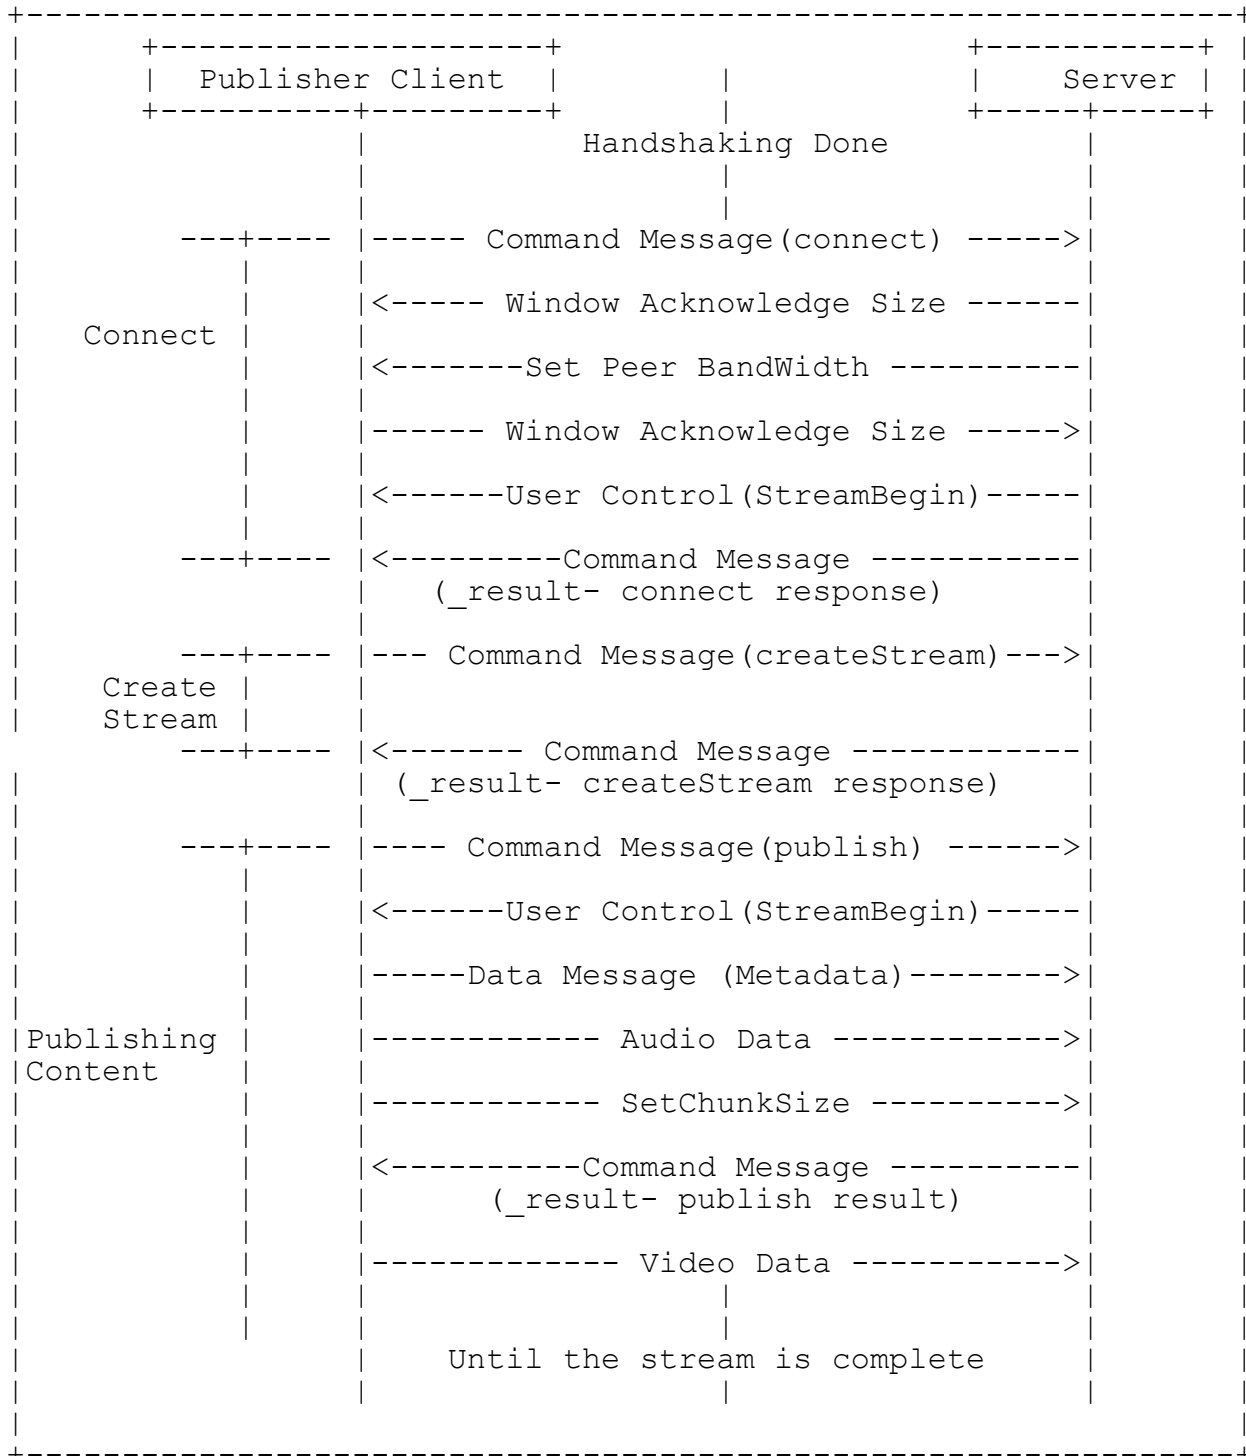 Publisher Client Server
Handshaking Done
Command Message(connect)
Window Acknowledge Size
Connect
Set Peer BandWidth
Window Acknowledge Size
User Control(StreamBegin)
Command Message
(_result- connect response)
Command Message(createStream)
Create
Stream
Command Message
(_result- createStream response)
Command Message(publish)
User Control(StreamBegin)
Data Message (Metadata)
Publishing Audio Data
Content
SetChunkSize
Command Message
(_result- publish result)
Video Data
Until the stream is complete